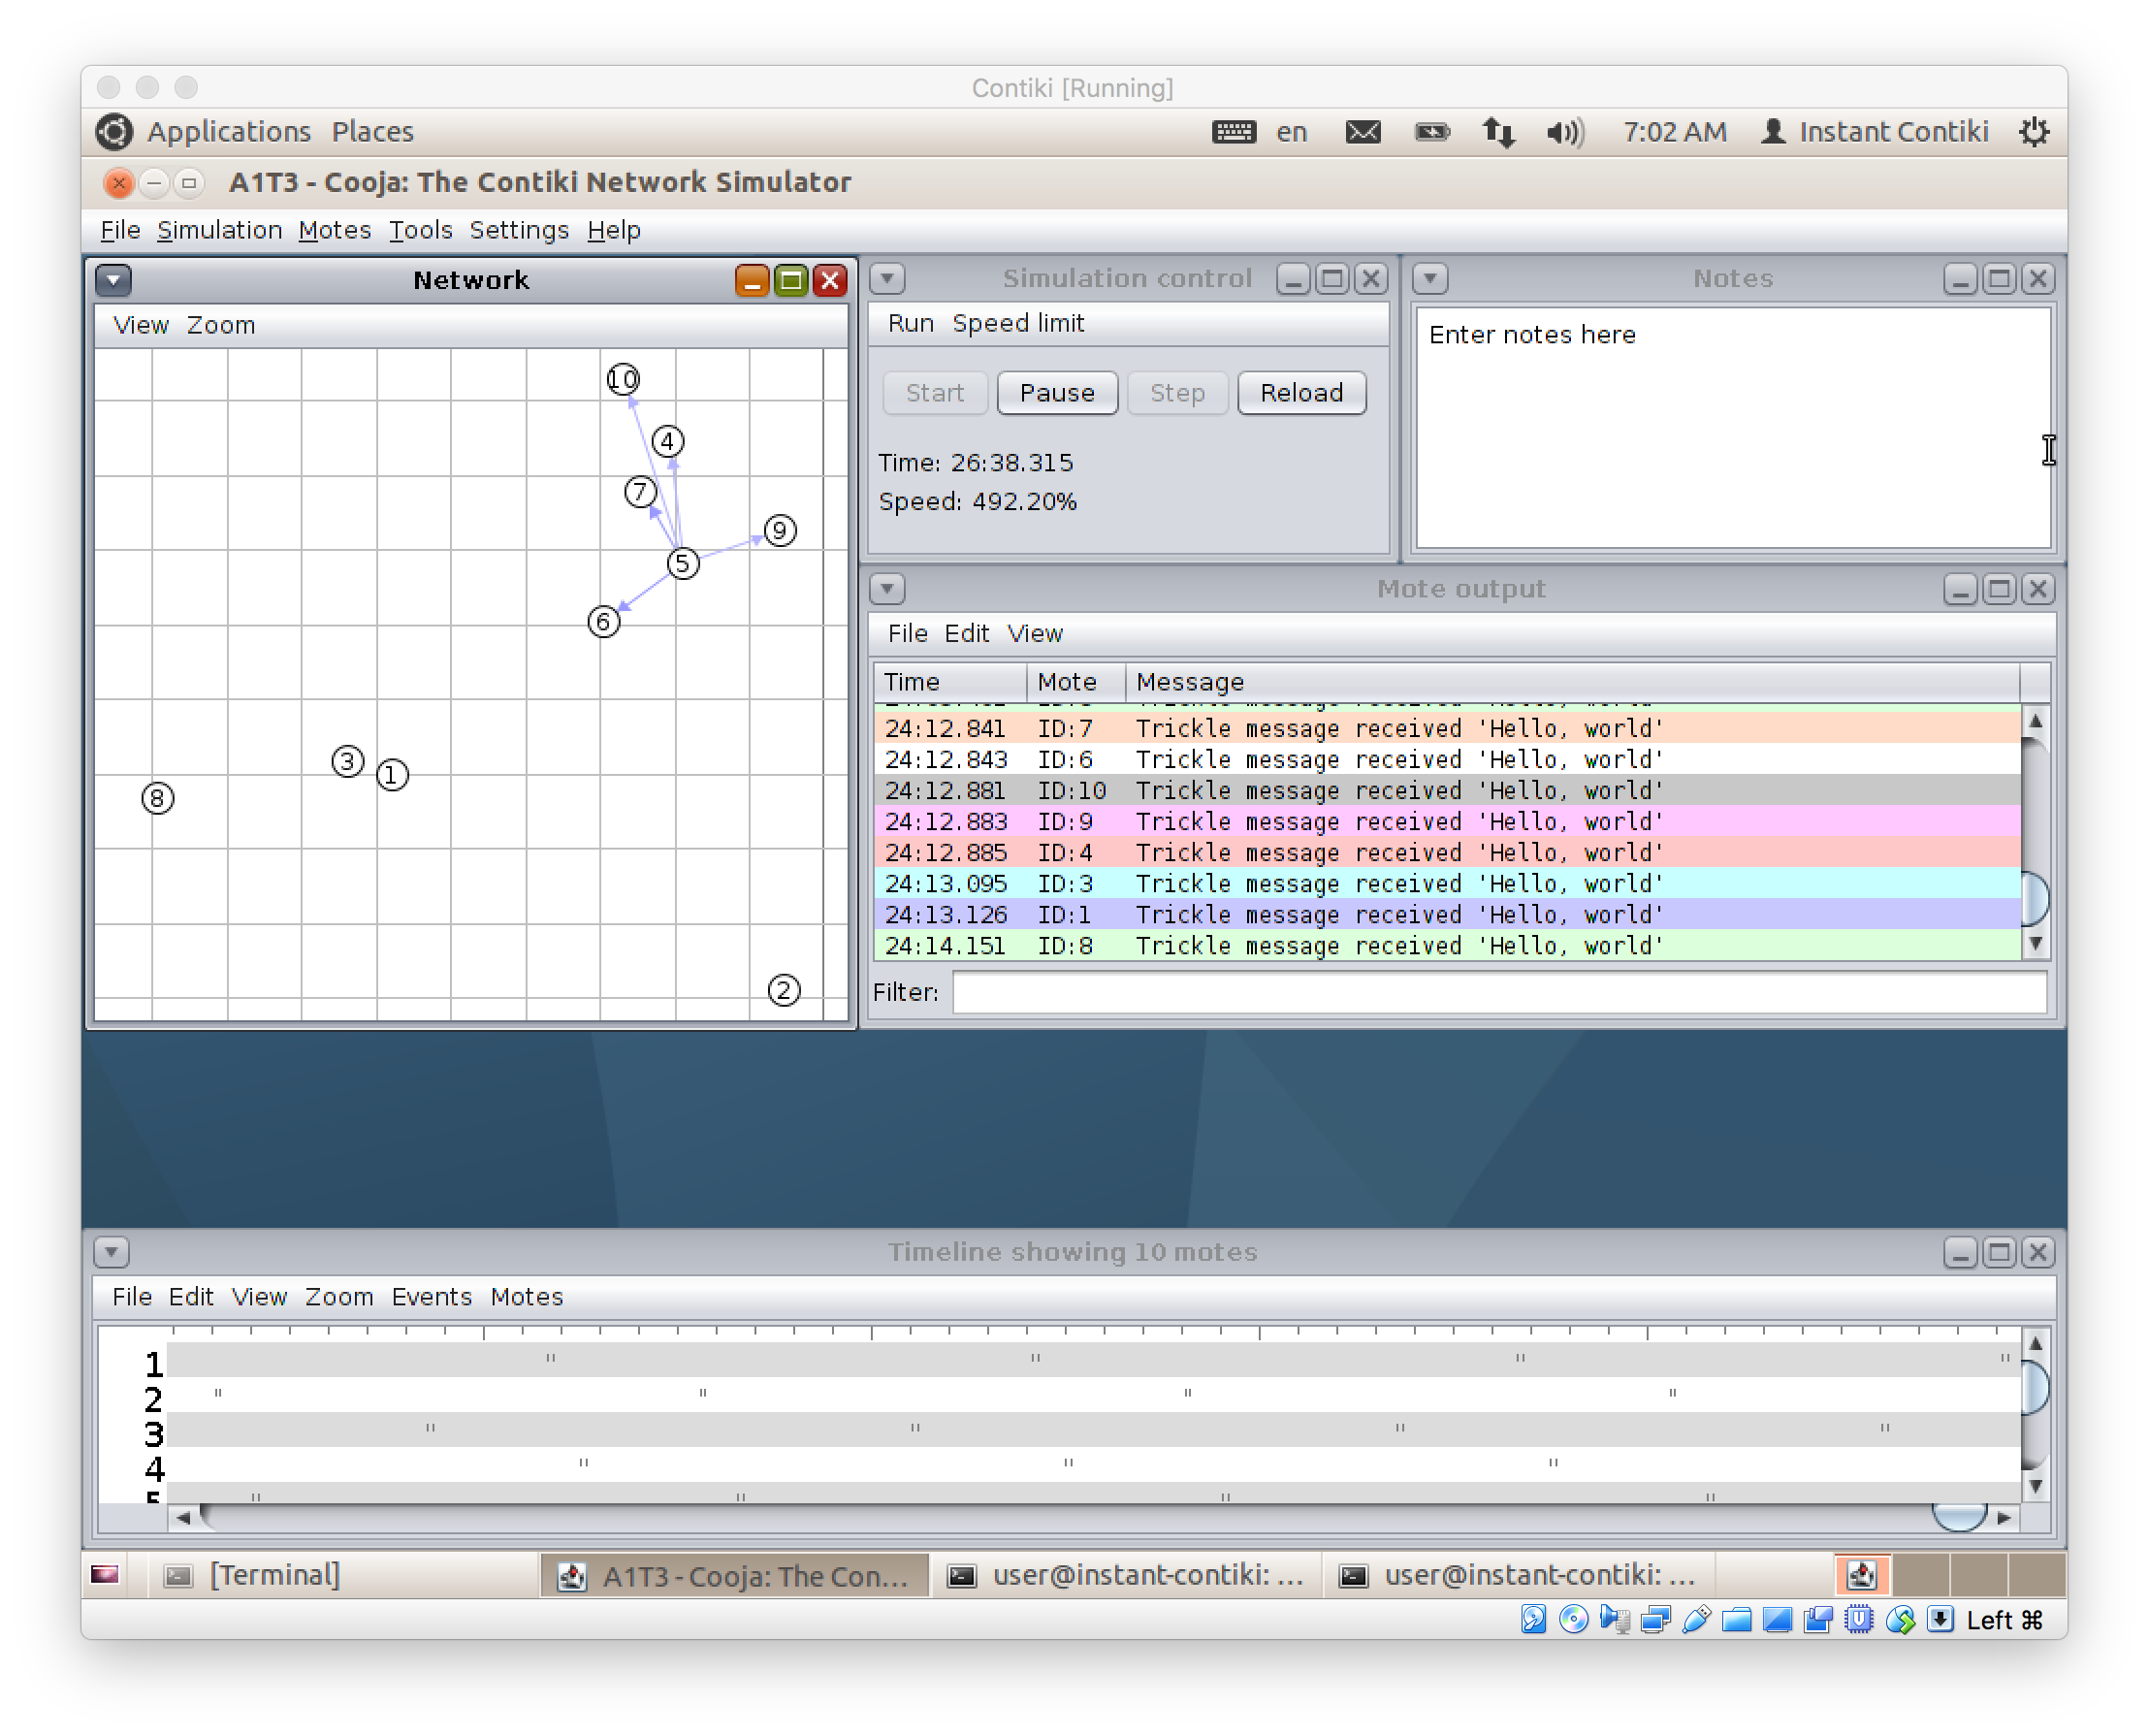 Contiki [Running]
Applications Places en 7:02 AM Instant Contiki
A1T3 - Cooja: The Contiki Network Simulator
File Simulation Motes Tools Settings Help
Network
View Zoom
10
4
7
9
5
6
3
1
8
2
Simulation control
Run Speed limit
Start Pause Step Reload
Time: 26:38.315
Speed: 492.20%
Notes
Enter notes here
Mote output
File Edit View
Time Mote Message
24:12.841 ID:7 Trickle message received 'Hello, world'
24:12.843 ID:6 Trickle message received 'Hello, world'
24:12.881 ID:10 Trickle message received 'Hello, world'
24:12.883 ID:9 Trickle message received 'Hello, world'
24:12.885 ID:4 Trickle message received 'Hello, world'
24:13.095 ID:3 Trickle message received 'Hello, world'
24:13.126 ID:1 Trickle message received 'Hello, world'
24:14.151 ID:8 Trickle message received 'Hello, world'
Filter:
Timeline showing 10 motes
File Edit View Zoom Events Motes
1
2
3
4
5
[Terminal] A1T3 - Cooja: The Con... user@instant-contiki: ... user@instant-contiki: ...
Left ⌘